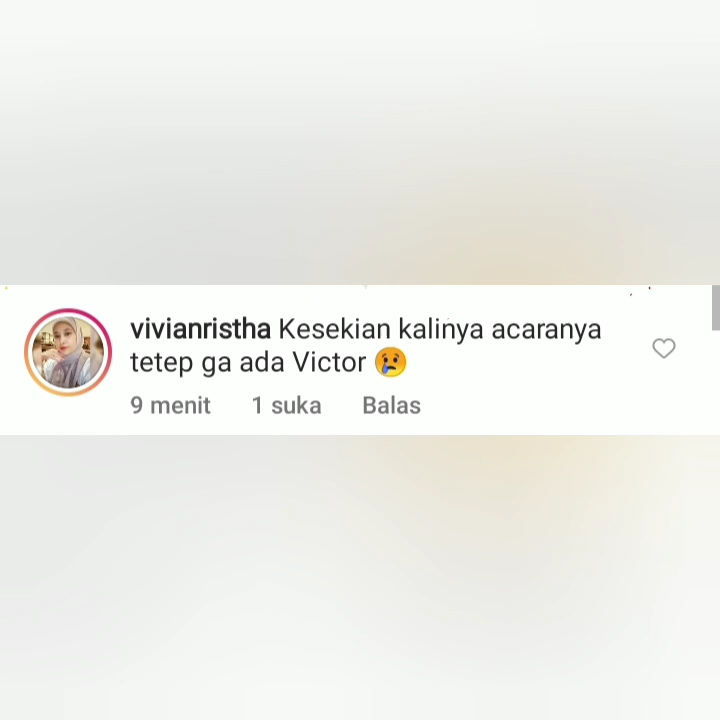 vivianristha Kesekian kalinya acaranya
tetep ga ada Victor 😢
9 menit 1 suka Balas